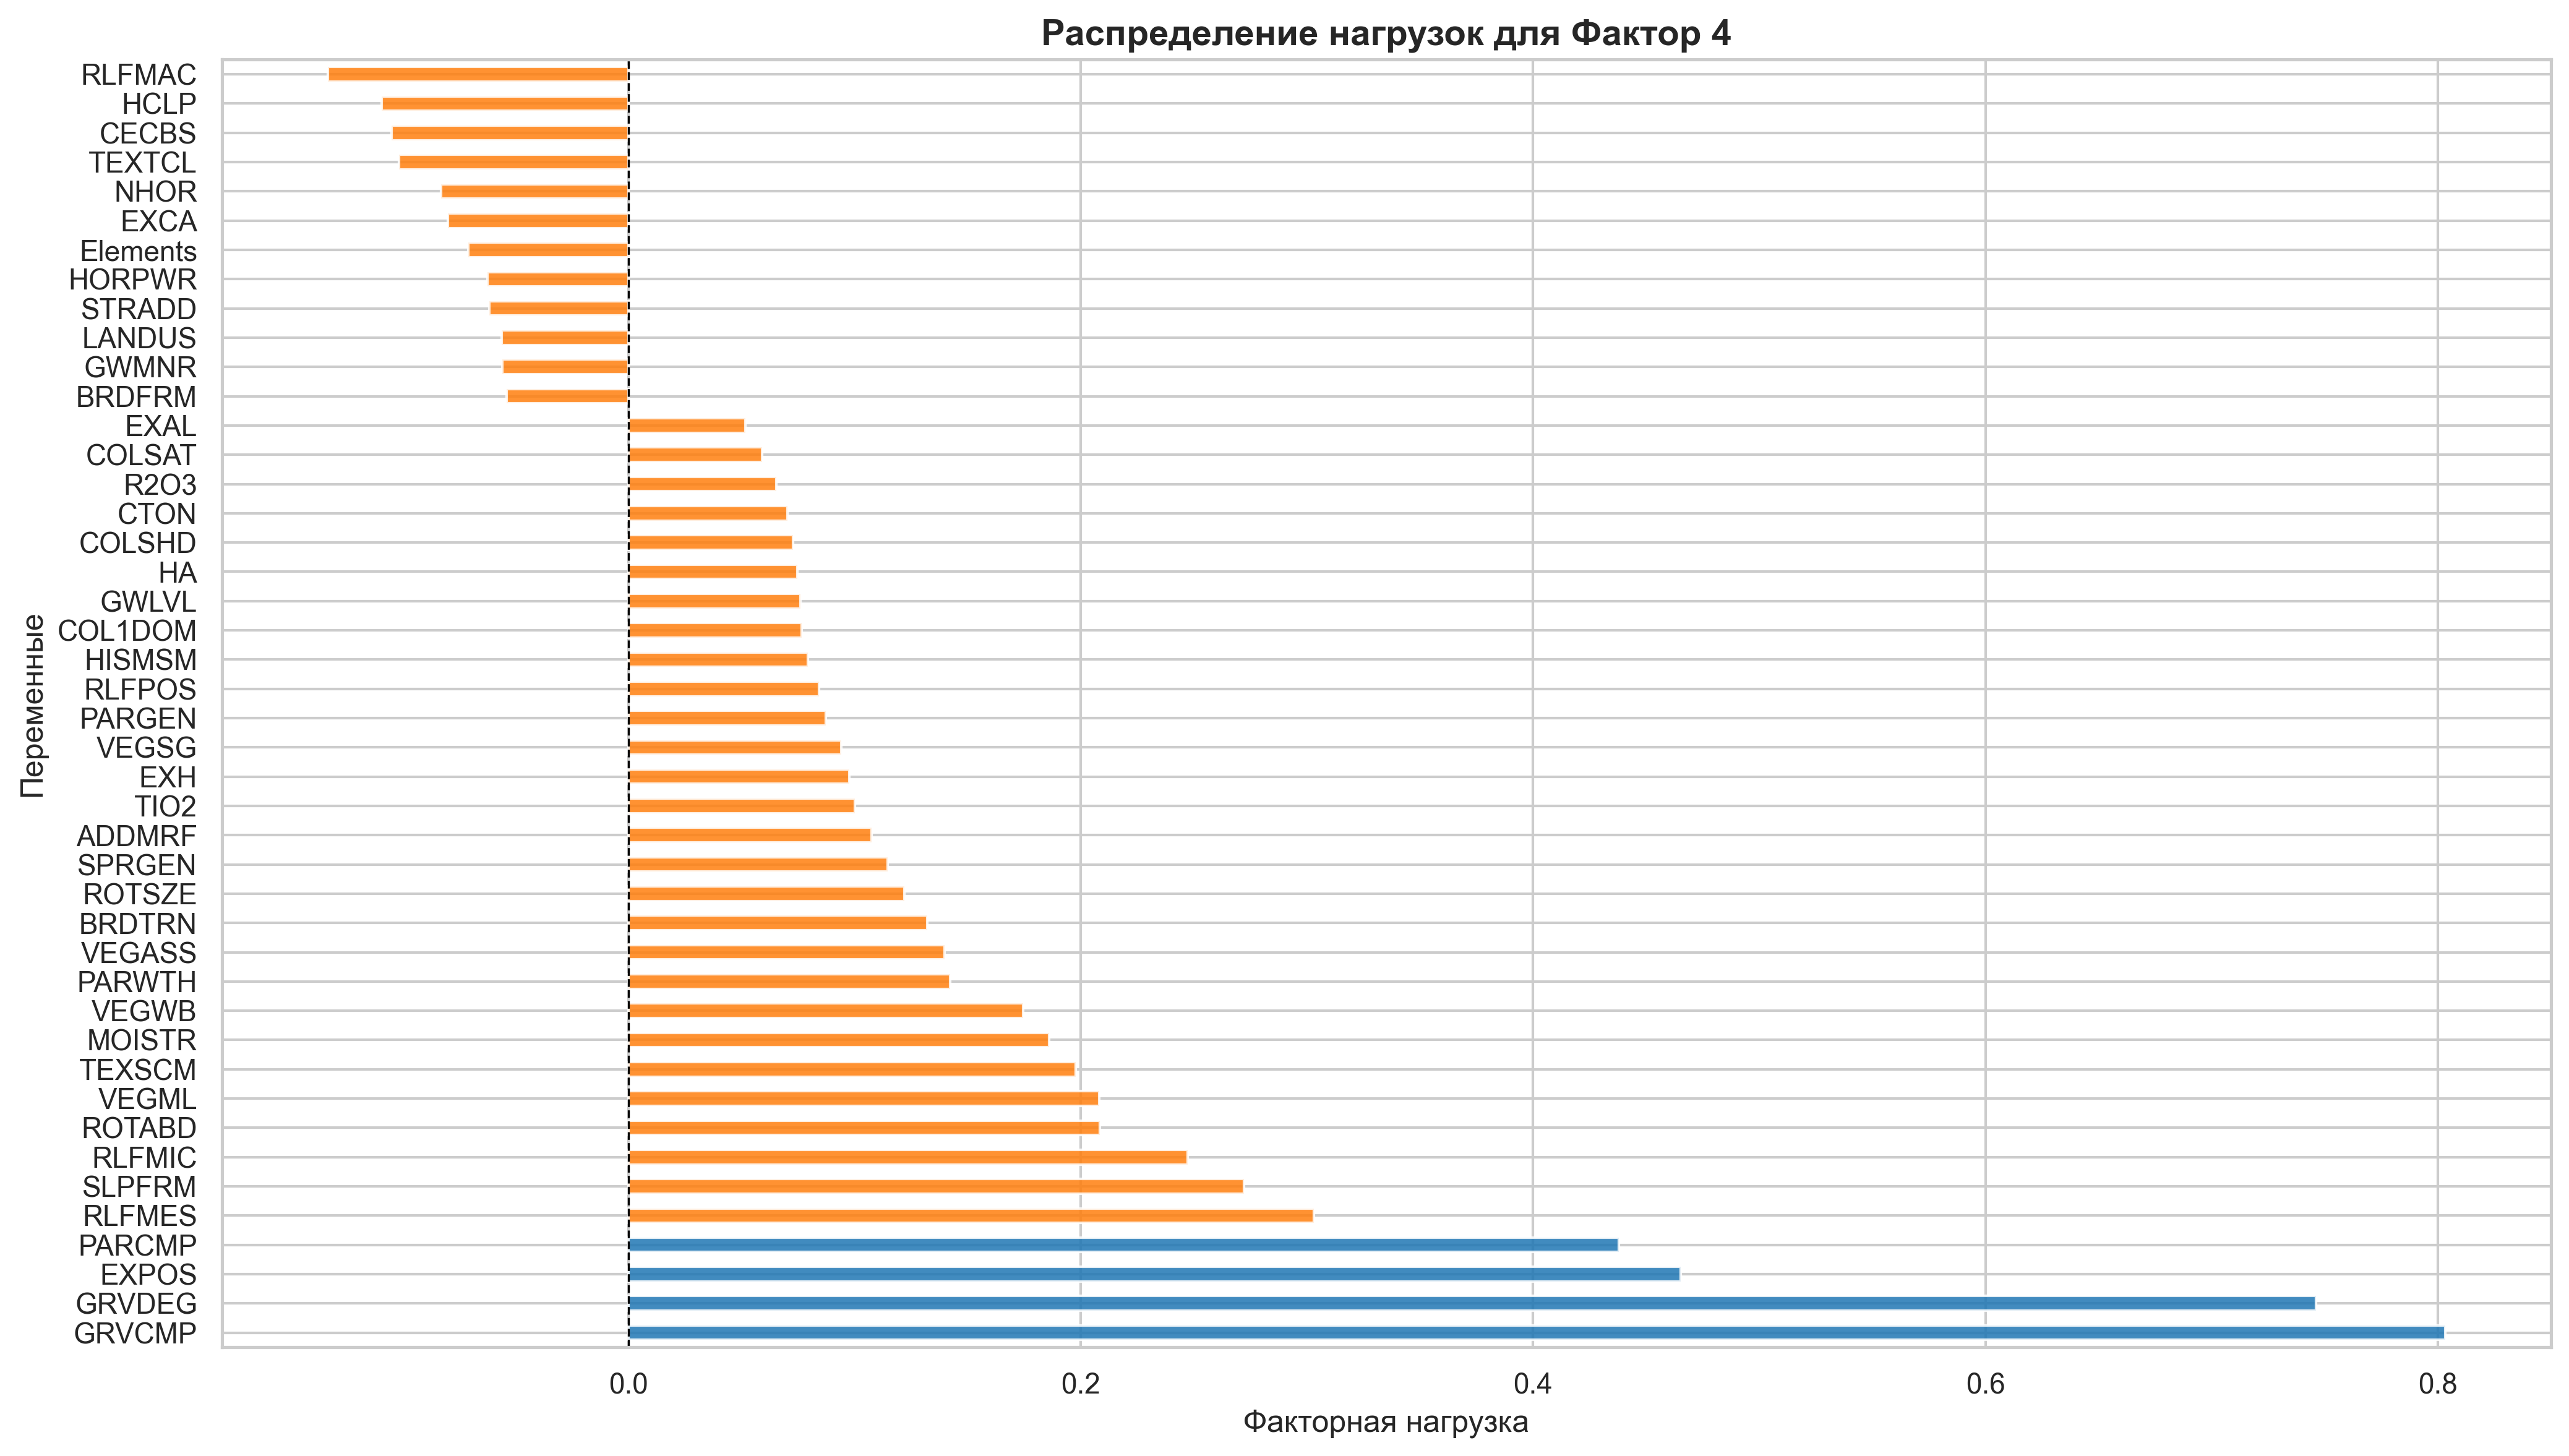 Распределение нагрузок для Фактор 4
RLFMAC
HCLP
CECBS
TEXTCL
NHOR
EXCA
Elements
HORPWR
STRADD
LANDUS
GWMNR
BRDFRM
EXAL
COLSAT
R2O3
CTON
COLSHD
HA
GWLVL
COL1DOM
HISMSM
RLFPOS
PARGEN
VEGSG
EXH
TIO2
ADDMRF
SPRGEN
ROTSZE
BRDTRN
VEGASS
PARWTH
VEGWB
MOISTR
TEXSCM
VEGML
ROTABD
RLFMIC
SLPFRM
RLFMES
PARCMP
EXPOS
GRVDEG
GRVCMP
Переменные
0.0 0.2 0.4 0.6 0.8
Факторная нагрузка